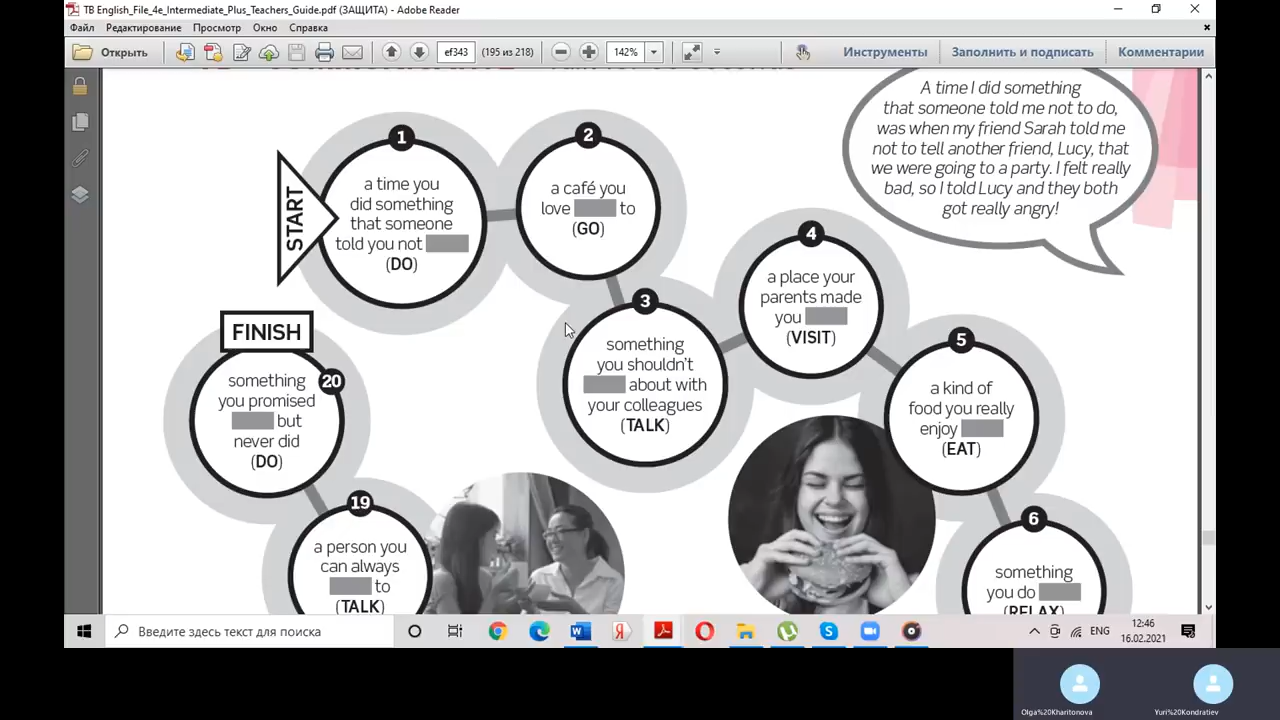 TB English_File_4e_Intermediate_Plus_Teachers_Guide.pdf (ЗАЩИТА) - Adobe Reader
Файл Редактирование Просмотр Окно Справка
Открыть
ef343
(195 из 218)
142%
Инструменты
Заполнить и подписать
Комментарии
A time I did something
that someone told me not to do,
was when my friend Sarah told me
not to tell another friend, Lucy, that
we were going to a party. I felt really
bad, so I told Lucy and they both
got really angry!
START
1
a time you
did something
that someone
told you not
(DO)
2
a café you
love to
(GO)
3
something
you shouldn't
about with
your colleagues
(TALK)
4
a place your
parents made
you
(VISIT)
5
a kind of
food you really
enjoy
(EAT)
6
something
you do
(RELAX)
FINISH
20
something
you promised
but
never did
(DO)
19
a person you
can always
to
(TALK)
Введите здесь текст для поиска
ENG
12:46
16.02.2021
Olga%20Kharitonova
Yuri%20Kondratiev